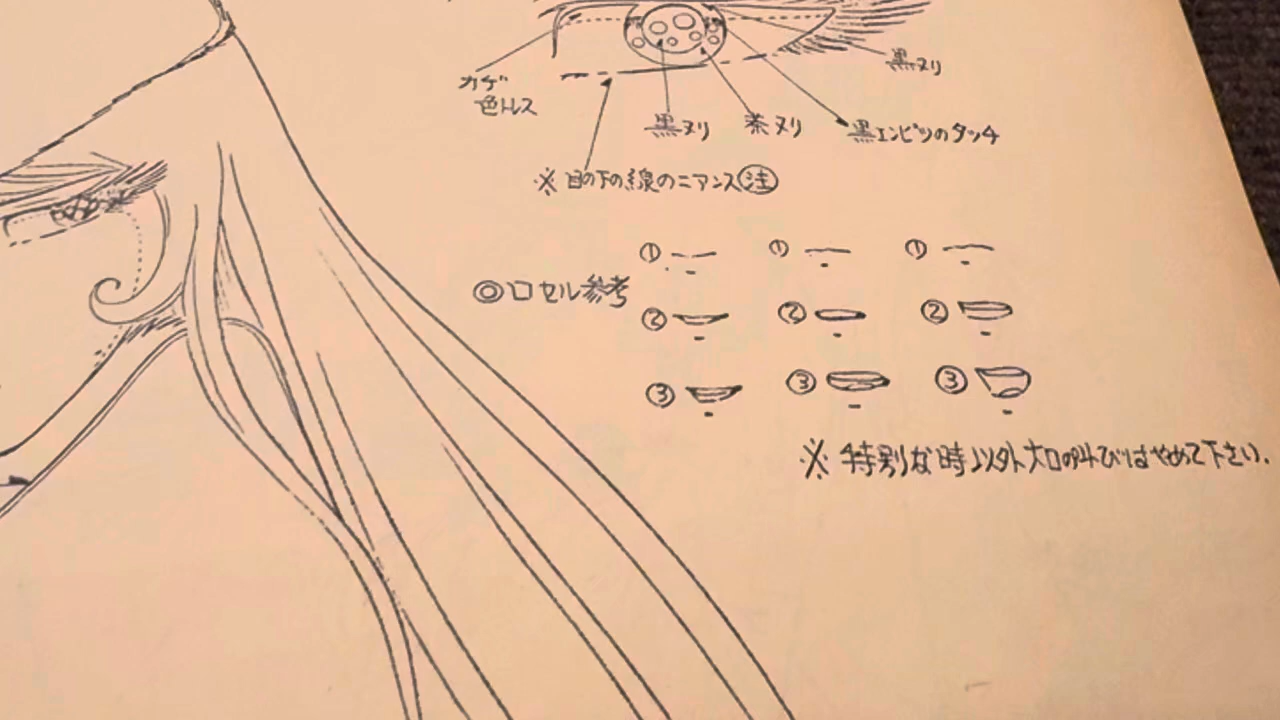 カゲ
色トレス
黒ヌリ
茶ヌリ
黒エンピツのタッチ
黒ヌリ
※目の下の線のニアンス㊟
◎口セル参考
① ① ①
② ② ②
③ ③ ③
※特別な時以外大口の叫びはやめて下さい.